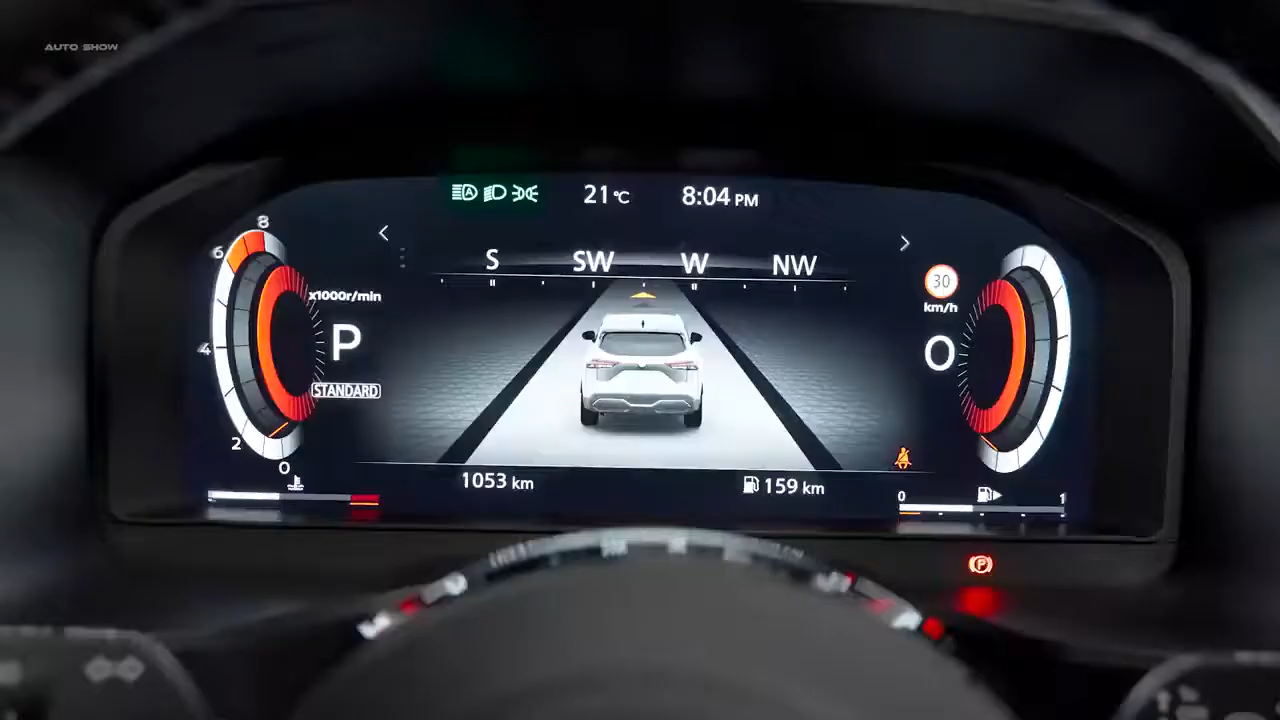 AUTO SHOW
21°C
8:04 PM
S SW W NW
8
6
4
2
0
x1000r/min
P
STANDARD
30
km/h
0
1053 km
159 km
0 1
P